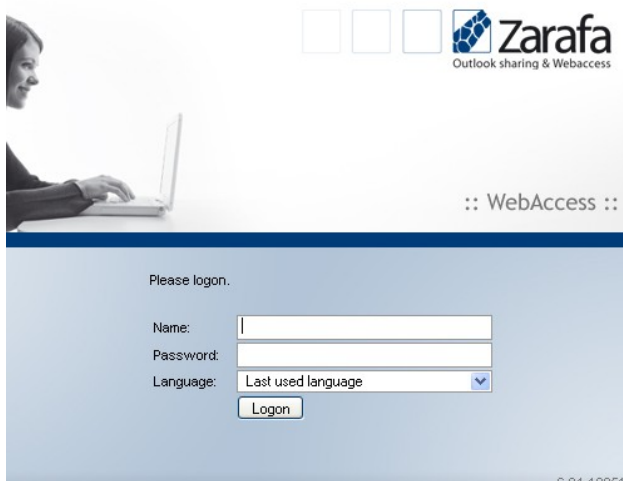 Zarafa
Outlook sharing & Webaccess
:: WebAccess ::
Please logon.
Name:
Password:
Language: Last used language
Logon